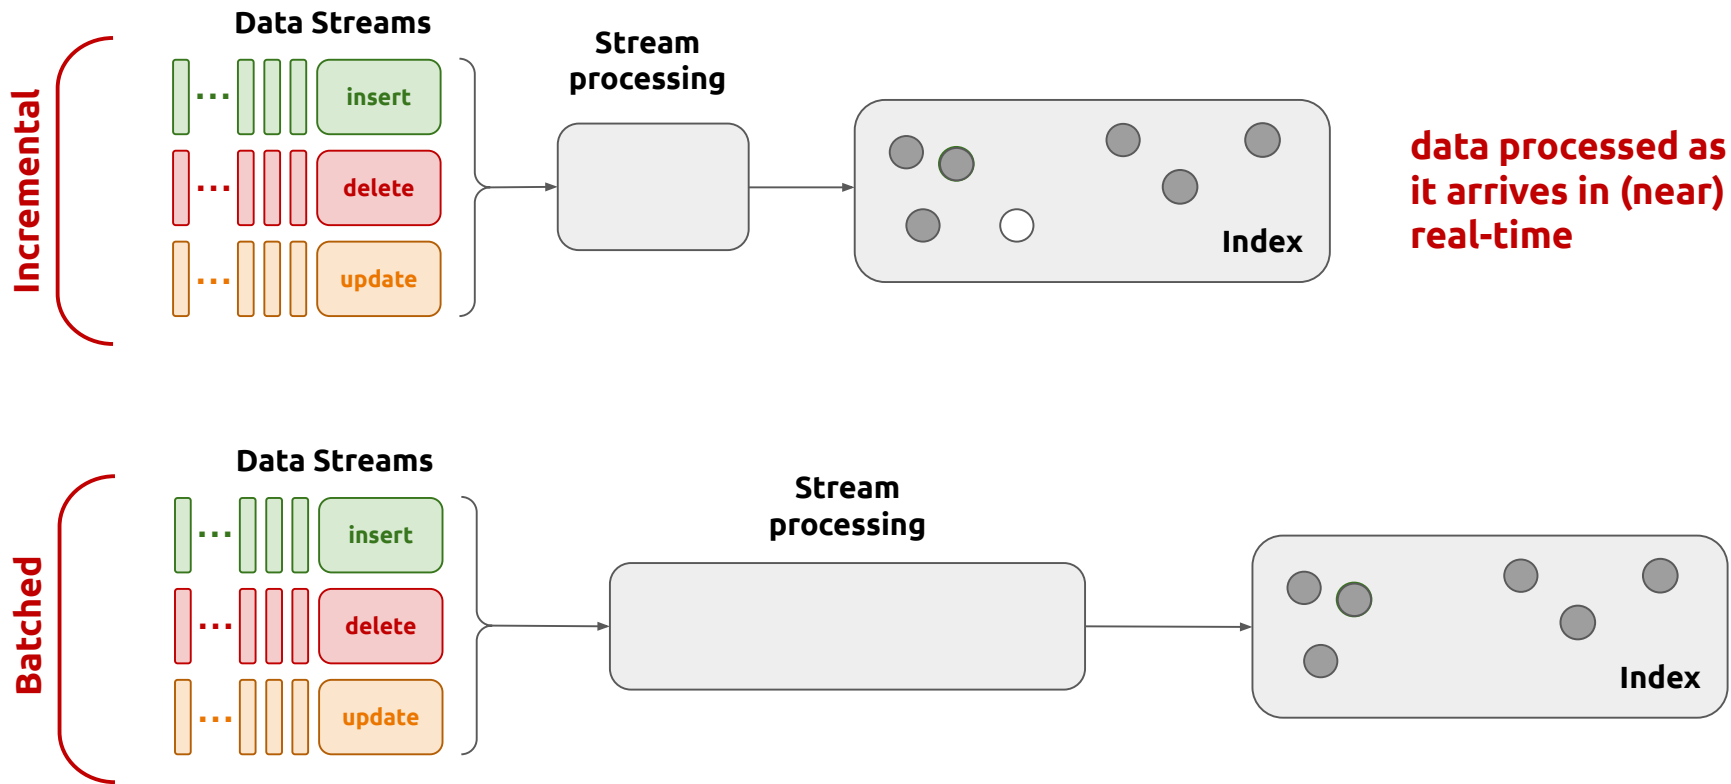 Data Streams
Stream
processing
Incremental
... insert
... delete
... update
Index
data processed as
it arrives in (near)
real-time
Data Streams
Stream
processing
Batched
... insert
... delete
... update
Index